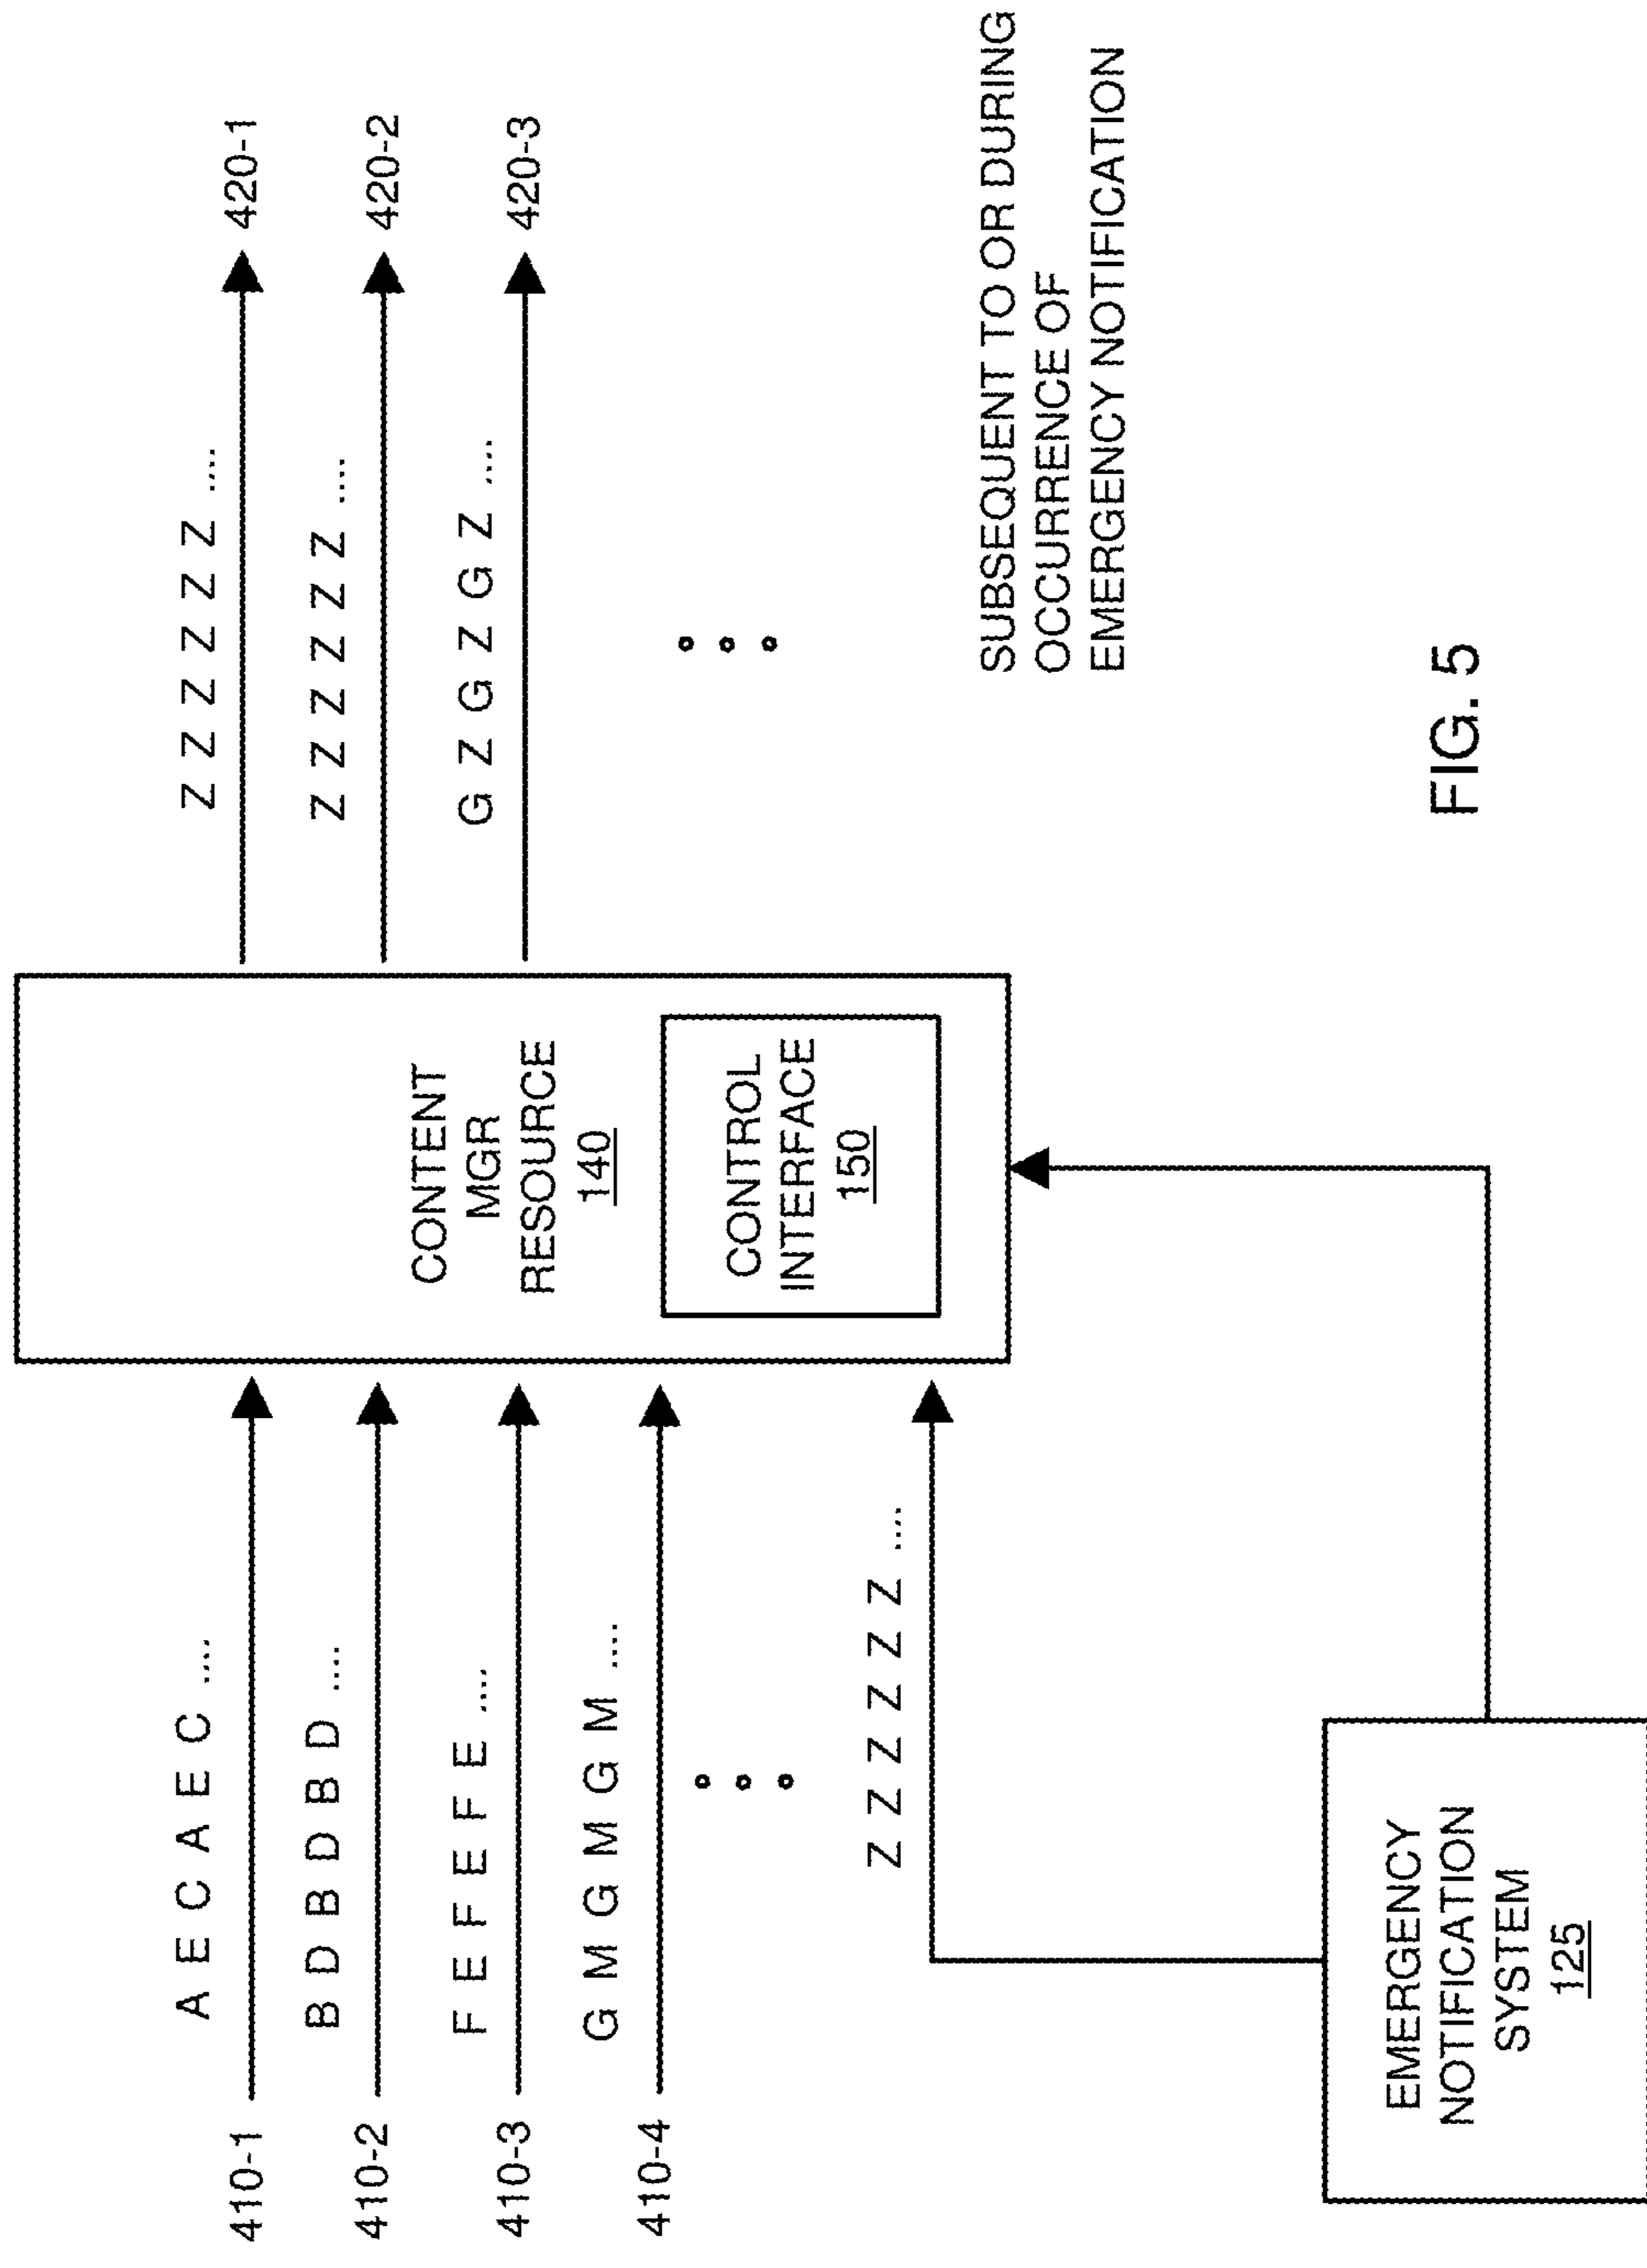 410-1
A E C A E C ....
410-2
B D B D B D ....
410-3
F E F E F E ....
410-4
G M G M G M ....
Z Z Z Z Z Z ....
EMERGENCY
NOTIFICATION
SYSTEM
125
CONTENT
MGR
RESOURCE
140
CONTROL
INTERFACE
150
Z Z Z Z Z Z ....
420-1
Z Z Z Z Z Z ....
420-2
G Z G Z G Z ....
420-3
SUBSEQUENT TO OR DURING
OCCURRENCE OF
EMERGENCY NOTIFICATION
FIG. 5